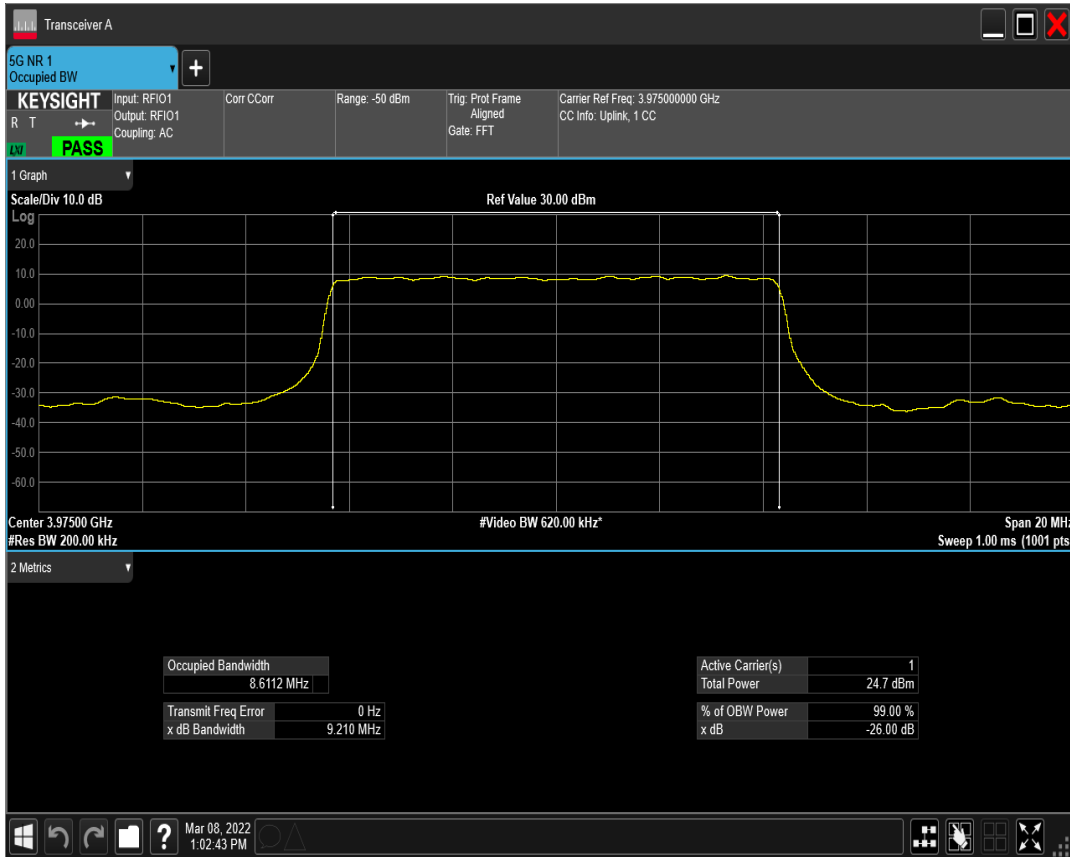 Transceiver A
5G NR 1
Occupied BW
+
KEYSIGHT
R T
LXI
PASS
Input: RFIO1
Output: RFIO1
Coupling: AC
Corr CCorr
Range: -50 dBm
Trig: Prot Frame
Aligned
Gate: FFT
Carrier Ref Freq: 3.975000000 GHz
CC Info: Uplink, 1 CC
1 Graph
Scale/Div 10.0 dB
Ref Value 30.00 dBm
Log
20.0
10.0
0.00
-10.0
-20.0
-30.0
-40.0
-50.0
-60.0
Center 3.97500 GHz
#Video BW 620.00 kHz*
Span 20 MHz
#Res BW 200.00 kHz
Sweep 1.00 ms (1001 pts
2 Metrics
Occupied Bandwidth
8.6112 MHz
Transmit Freq Error 0 Hz
x dB Bandwidth 9.210 MHz
Active Carrier(s) 1
Total Power 24.7 dBm
% of OBW Power 99.00 %
x dB -26.00 dB
?
Mar 08, 2022
1:02:43 PM